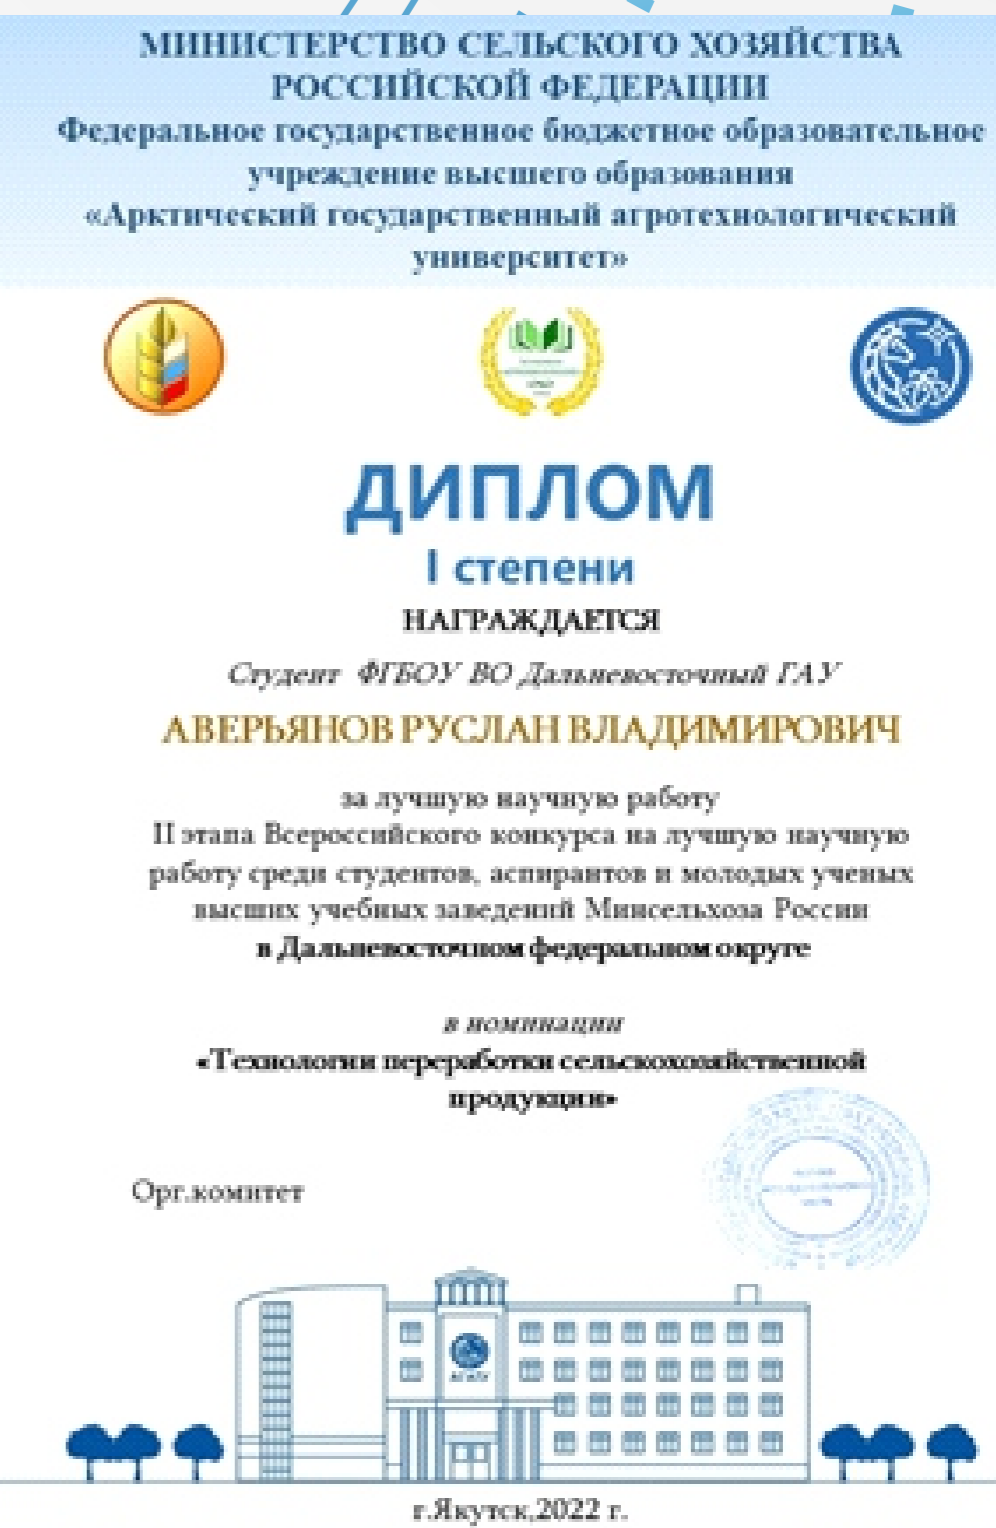 МИНИСТЕРСТВО СЕЛЬСКОГО ХОЗЯЙСТВА
РОССИЙСКОЙ ФЕДЕРАЦИИ
Федеральное государственное бюджетное образовательное
учреждение высшего образования
«Арктический государственный агротехнологический
университет»
ДИПЛОМ
I степени
НАГРАЖДАЕТСЯ
Студент ФГБОУ ВО Дальневосточный ГАУ
АВЕРЬЯНОВ РУСЛАН ВЛАДИМИРОВИЧ
за лучшую научную работу
II этапа Всероссийского конкурса на лучшую научную
работу среди студентов, аспирантов и молодых ученых
высших учебных заведений Минсельхоза России
в Дальневосточном федеральном округе
в номинации
«Технологии переработки сельскохозяйственной
продукции»
Орг.комитет
АГАТУ
г.Якутск,2022 г.